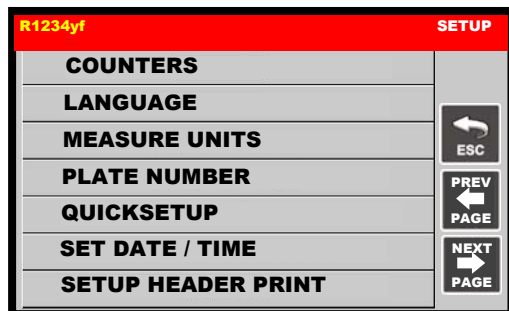 R1234yf SETUP
COUNTERS
LANGUAGE
MEASURE UNITS
PLATE NUMBER
QUICKSETUP
SET DATE / TIME
SETUP HEADER PRINT
ESC
PREV
PAGE
NEXT
PAGE